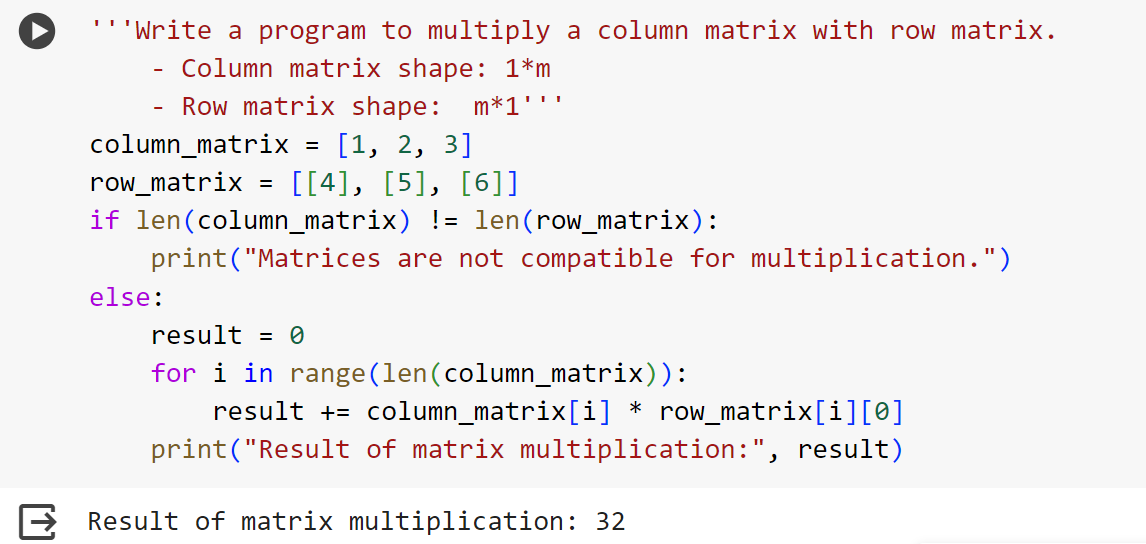 '''Write a program to multiply a column matrix with row matrix.
    - Column matrix shape: 1*m
    - Row matrix shape:  m*1'''
column_matrix = [1, 2, 3]
row_matrix = [[4], [5], [6]]
if len(column_matrix) != len(row_matrix):
    print("Matrices are not compatible for multiplication.")
else:
    result = 0
    for i in range(len(column_matrix)):
        result += column_matrix[i] * row_matrix[i][0]
    print("Result of matrix multiplication:", result)
Result of matrix multiplication: 32